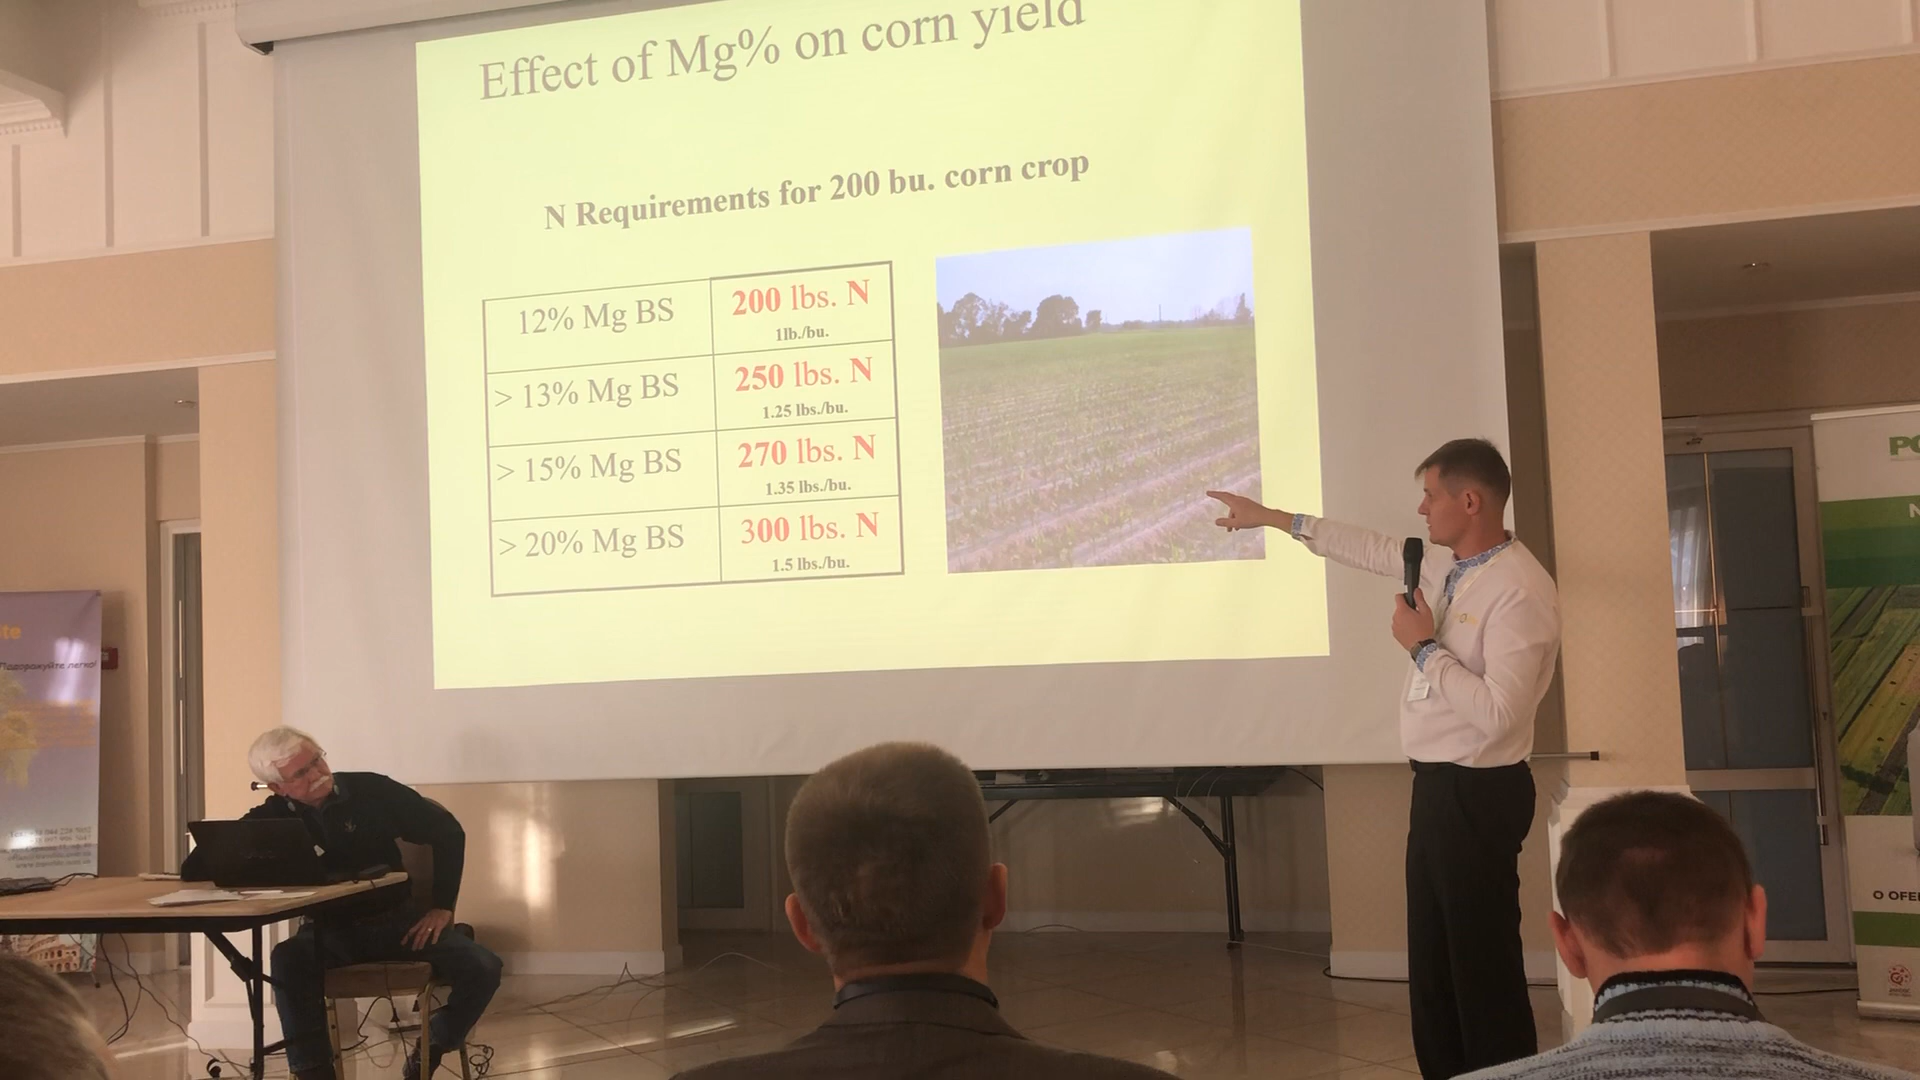 Effect of Mg% on corn yield
N Requirements for 200 bu. corn crop
12% Mg BS
200 lbs. N
1lb./bu.
> 13% Mg BS
250 lbs. N
1.25 lbs./bu.
> 15% Mg BS
270 lbs. N
1.35 lbs./bu.
> 20% Mg BS
300 lbs. N
1.5 lbs./bu.
Подорожуйте легко!
O OFE